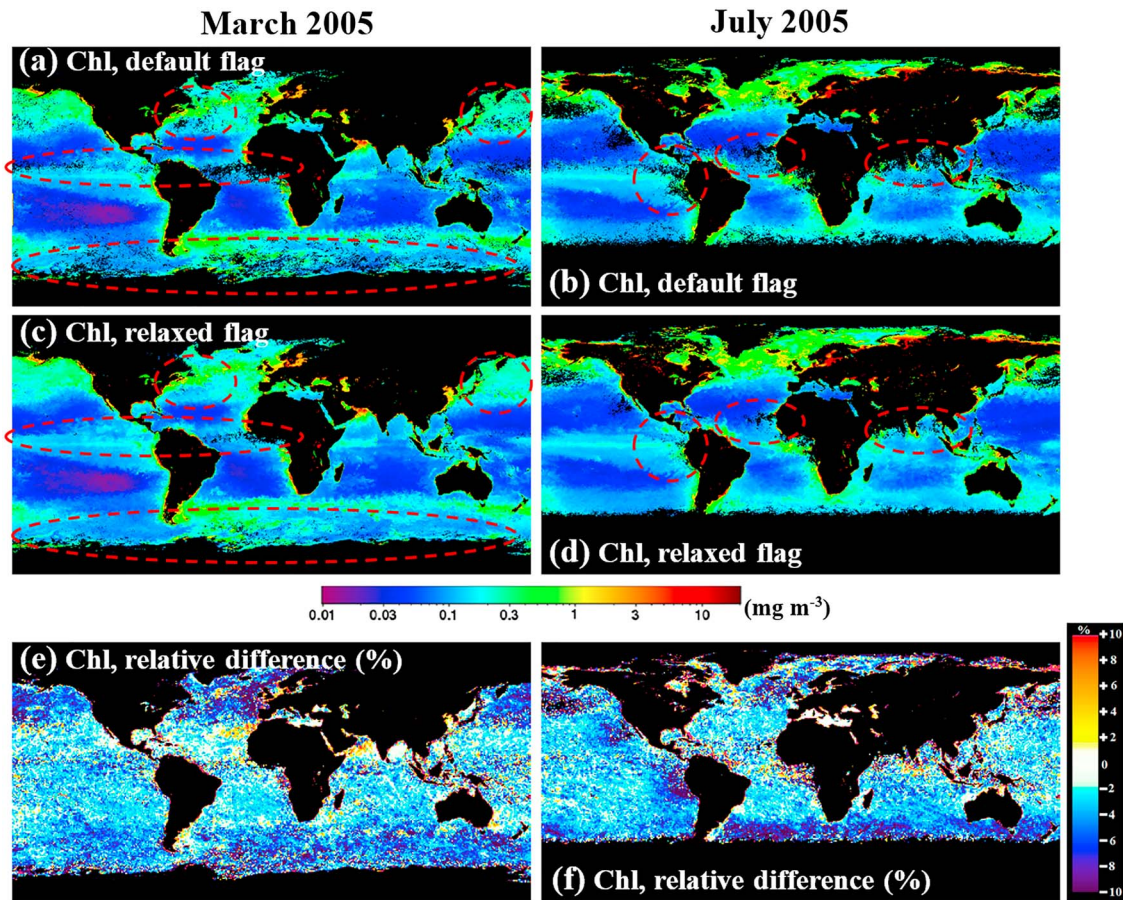 March 2005
July 2005
(a) Chl, default flag
(b) Chl, default flag
(c) Chl, relaxed flag
(d) Chl, relaxed flag
0.01 0.03 0.1 0.3 1 3 10 (mg m⁻³)
(e) Chl, relative difference (%)
(f) Chl, relative difference (%)
%
+10
8
6
4
2
0
-2
-4
-6
-8
-10